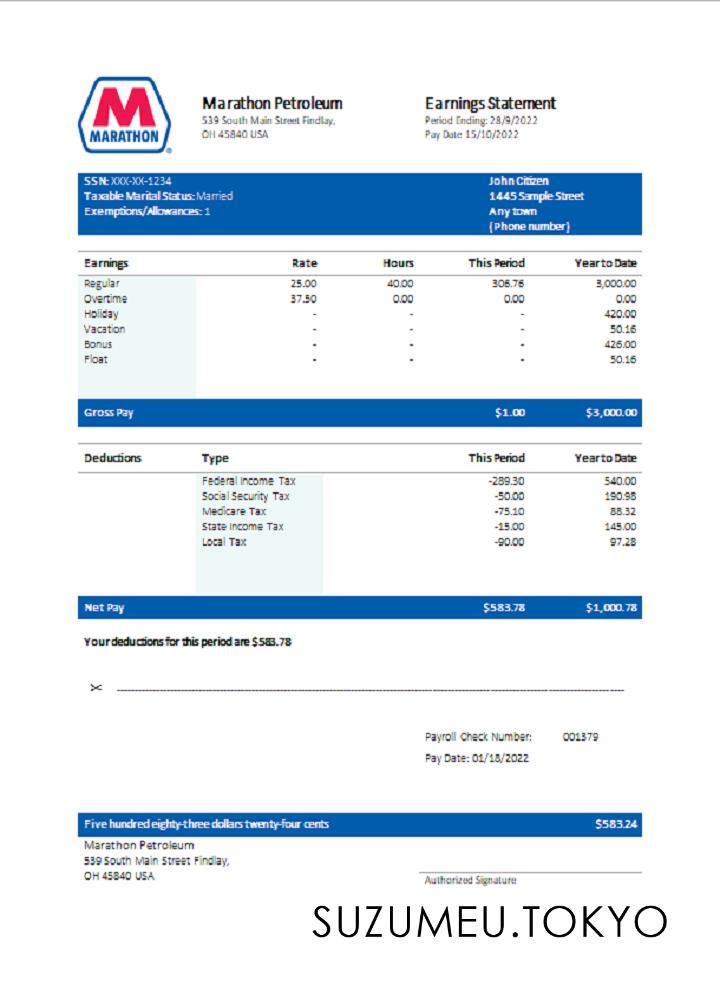 M
MARATHON
Marathon Petroleum
539 South Main Street Findlay,
OH 45840 USA
Earnings Statement
Period Ending: 28/9/2022
Pay Date 15/10/2022
SSN: XXX-XX-1234
Taxable Marital Status: Married
Exemptions/Allowances: 1
John Citizen
1445 Sample Street
Any town
(Phone number)
Earnings Rate Hours This Period Year to Date
Regular 25.00 40.00 306.76 3,000.00
Overtime 37.50 0.00 0.00 0.00
Holiday - - - 420.00
Vacation - - - 50.16
Bonus - - - 426.00
Float - - - 50.16
Gross Pay $1.00 $3,000.00
Deductions Type This Period Year to Date
Federal Income Tax -289.30 540.00
Social Security Tax -50.00 190.98
Medicare Tax -75.10 88.32
State Income Tax -15.00 145.00
Local Tax -90.00 97.28
Net Pay $583.78 $1,000.78
Your deductions for this period are $583.78
Payroll Check Number: 001379
Pay Date: 01/18/2022
Five hundred eighty-three dollars twenty-four cents $583.24
Marathon Petroleum
539 South Main Street Findlay,
OH 45840 USA
Authorized Signature
SUZUMEU.TOKYO